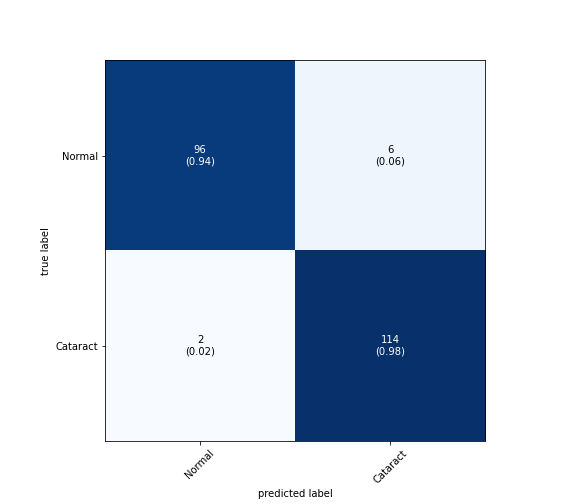 Normal
96
(0.94)
6
(0.06)
true label
Cataract
2
(0.02)
114
(0.98)
Normal
Cataract
predicted label